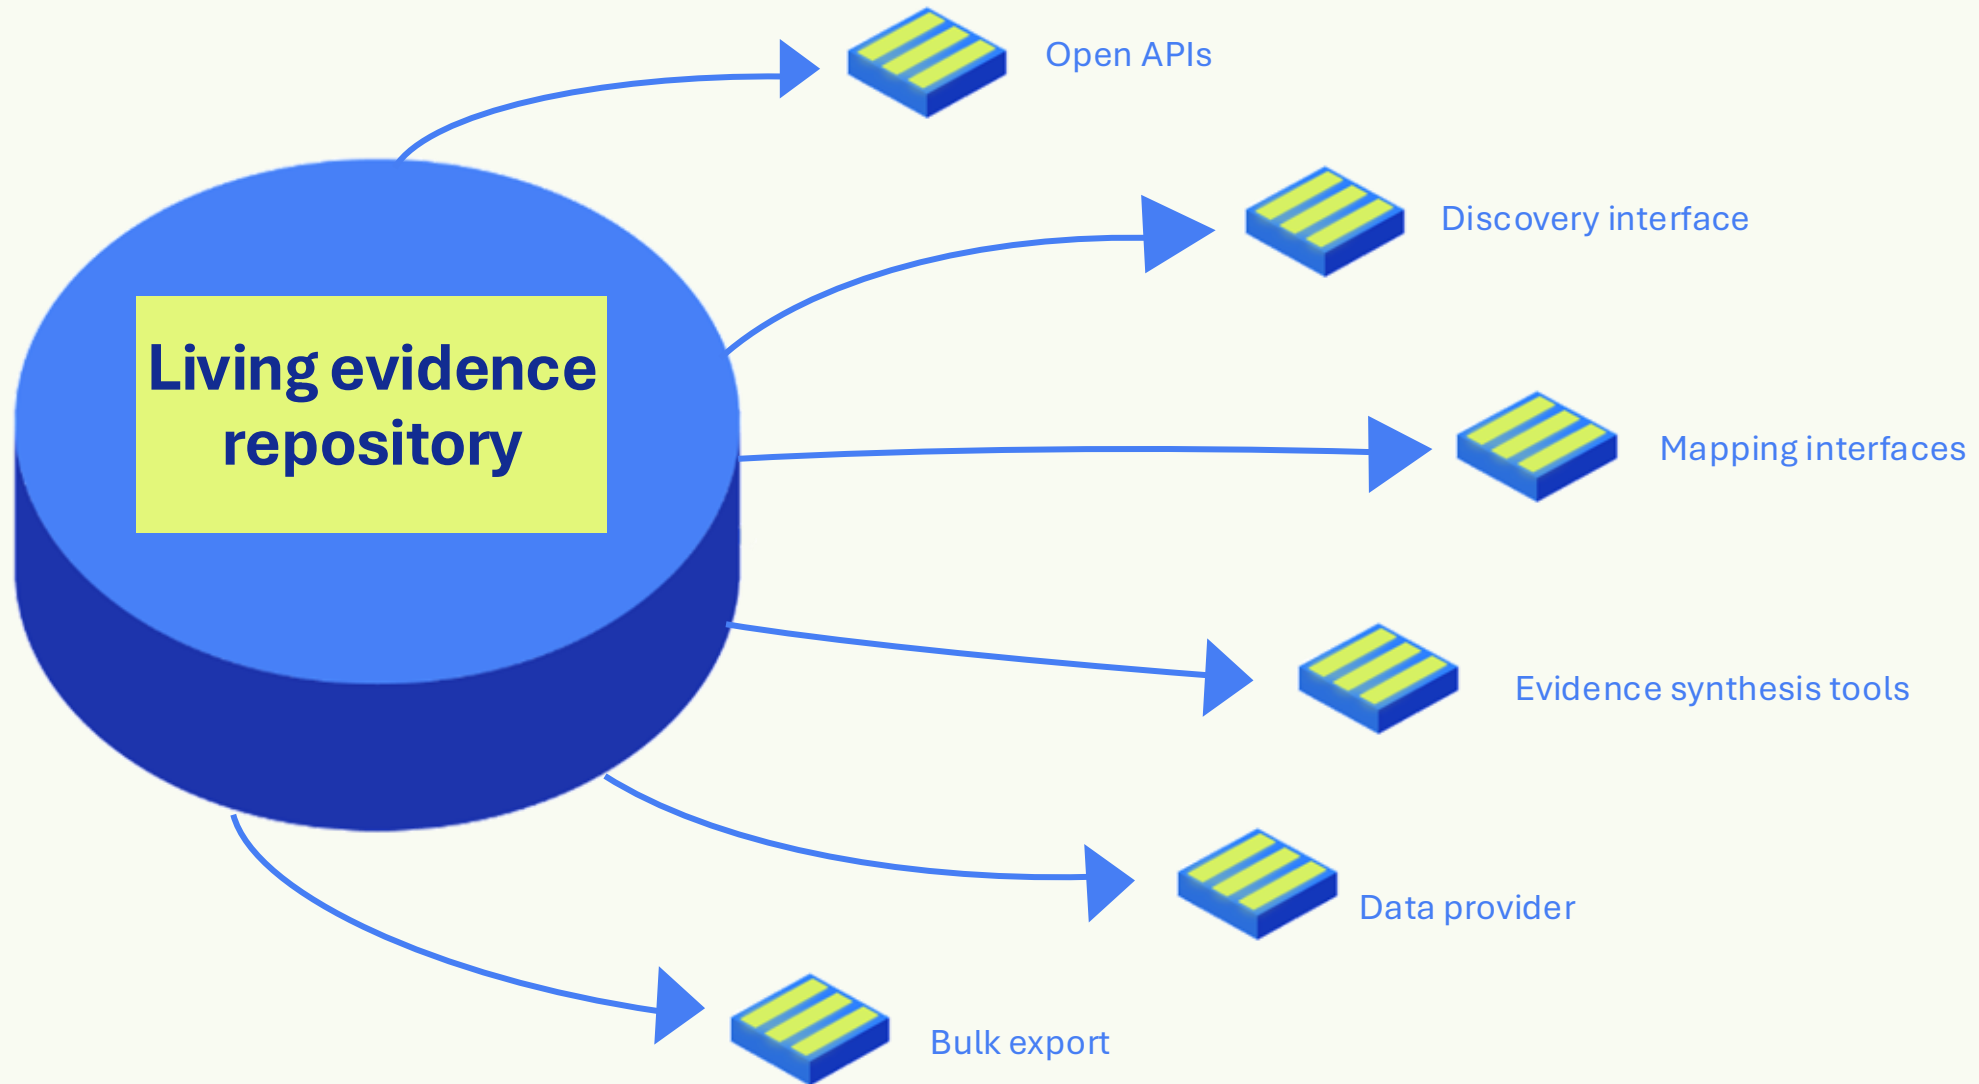 Open APIs
Discovery interface
Living evidence
repository
Mapping interfaces
Evidence synthesis tools
Data provider
Bulk export